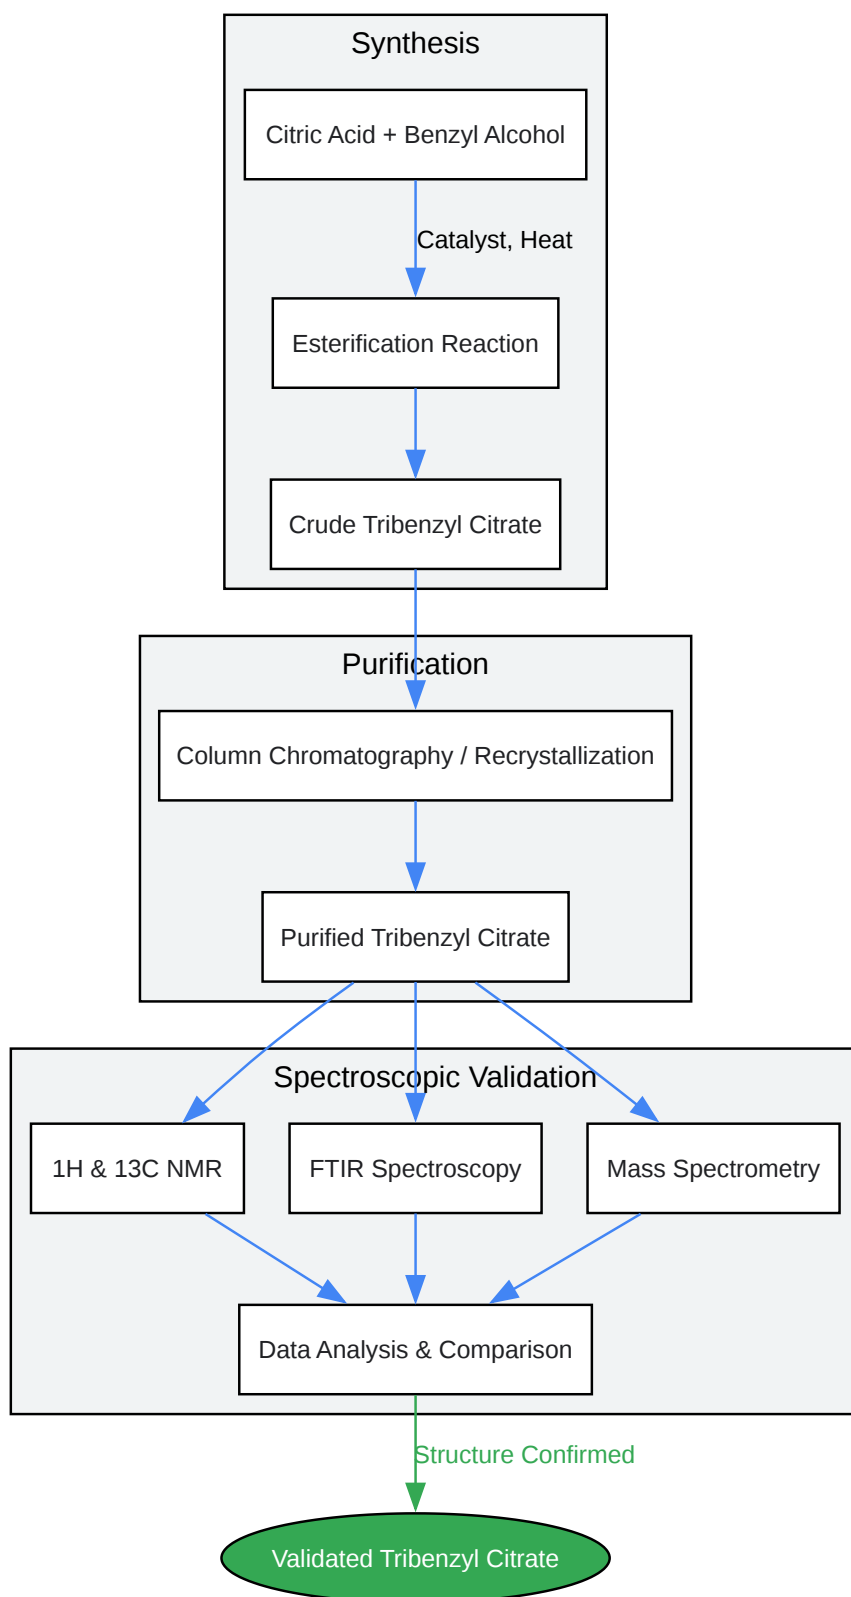 Synthesis
Citric Acid + Benzyl Alcohol
Catalyst, Heat
Esterification Reaction
Crude Tribenzyl Citrate
Purification
Column Chromatography / Recrystallization
Purified Tribenzyl Citrate
Spectroscopic Validation
1H & 13C NMR
FTIR Spectroscopy
Mass Spectrometry
Data Analysis & Comparison
Structure Confirmed
Validated Tribenzyl Citrate